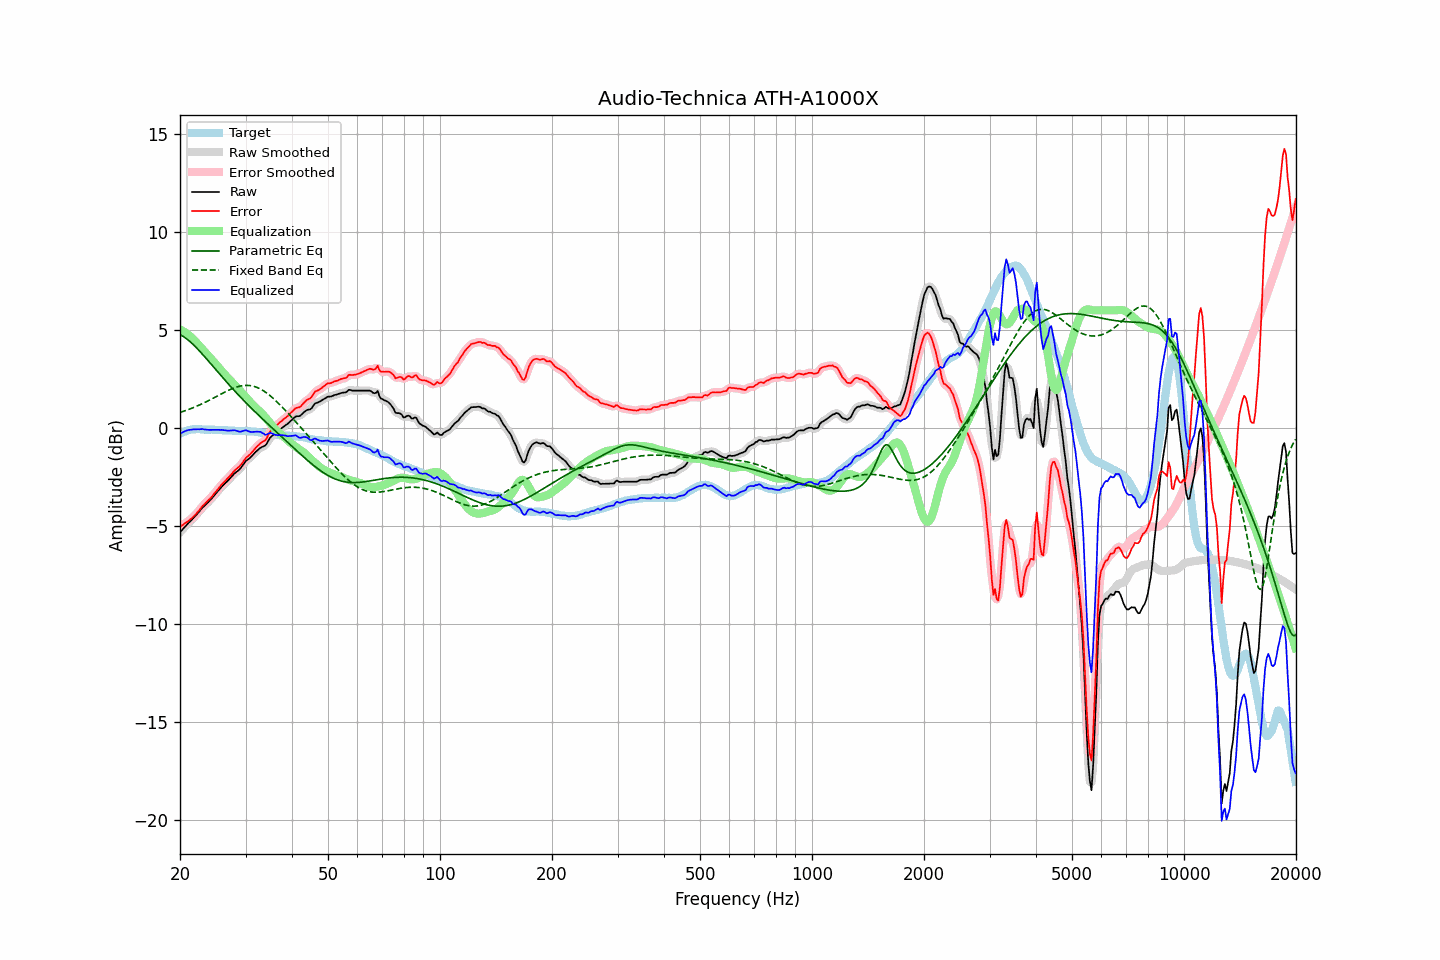 Audio-Technica ATH-A1000X
Amplitude (dBr)
15
10
5
0
−5
−10
−15
−20
Target
Raw Smoothed
Error Smoothed
Raw
Error
Equalization
Parametric Eq
Fixed Band Eq
Equalized
20 50 100 200 500 1000 2000 5000 10000 20000
Frequency (Hz)